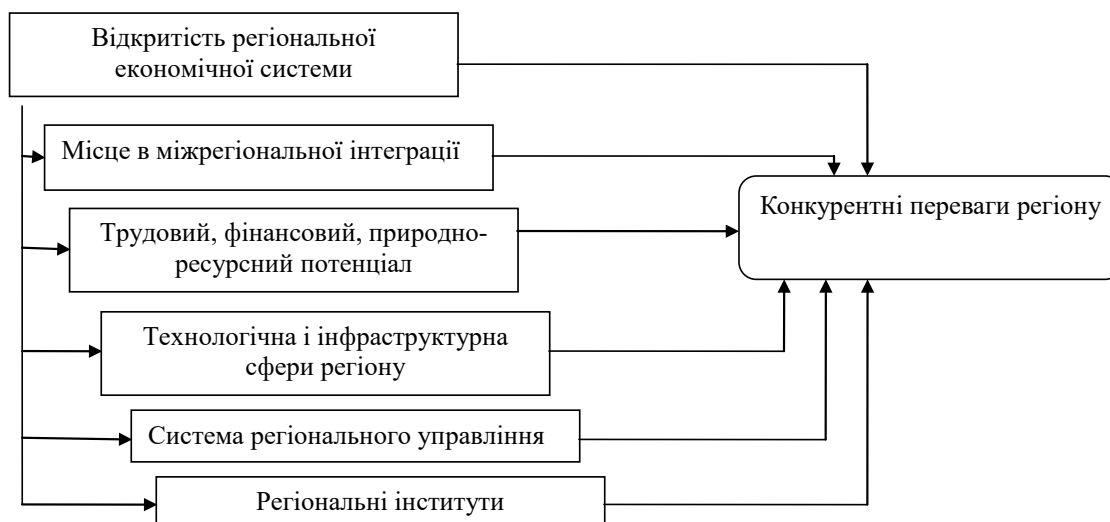 Відкритість регіональної
економічної системи
Місце в міжрегіональної інтеграції
Конкурентні переваги регіону
Трудовий, фінансовий, природно-
ресурсний потенціал
Технологічна і інфраструктурна
сфери регіону
Система регіонального управління
Регіональні інститути